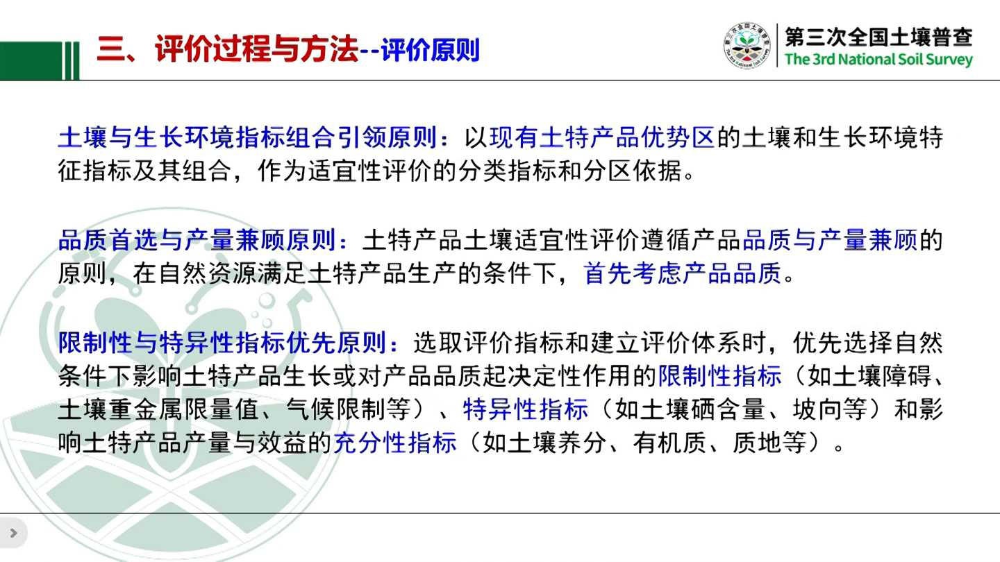 三、评价过程与方法--评价原则
第三次全国土壤普查
The 3rd National Soil Survey
土壤与生长环境指标组合引领原则：以现有土特产品优势区的土壤和生长环境特
征指标及其组合，作为适宜性评价的分类指标和分区依据。
品质首选与产量兼顾原则：土特产品土壤适宜性评价遵循产品品质与产量兼顾的
原则，在自然资源满足土特产品生产的条件下，首先考虑产品品质。
限制性与特异性指标优先原则：选取评价指标和建立评价体系时，优先选择自然
条件下影响土特产品生长或对产品品质起决定性作用的限制性指标（如土壤障碍、
土壤重金属限量值、气候限制等）、特异性指标（如土壤硒含量、坡向等）和影
响土特产品产量与效益的充分性指标（如土壤养分、有机质、质地等）。